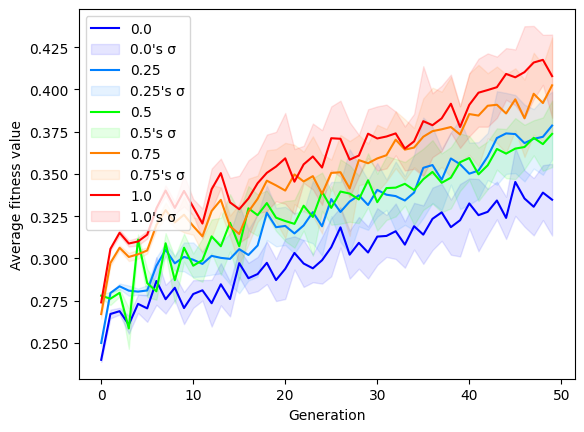 0.425
0.400
0.375
0.350
0.325
0.300
0.275
0.250
Average fitness value
0.0
0.0's σ
0.25
0.25's σ
0.5
0.5's σ
0.75
0.75's σ
1.0
1.0's σ
0 10 20 30 40 50
Generation